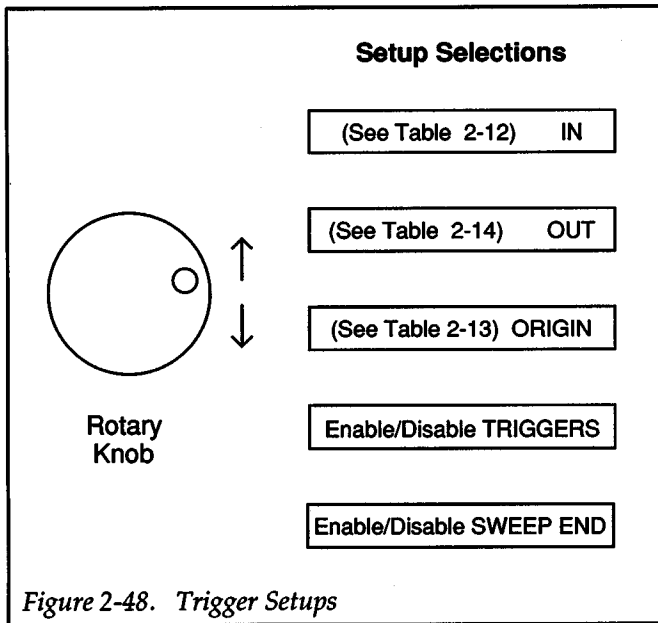 Setup Selections
(See Table 2-12) IN
(See Table 2-14) OUT
(See Table 2-13) ORIGIN
Enable/Disable TRIGGERS
Enable/Disable SWEEP END
Rotary
Knob
Figure 2-48. Trigger Setups